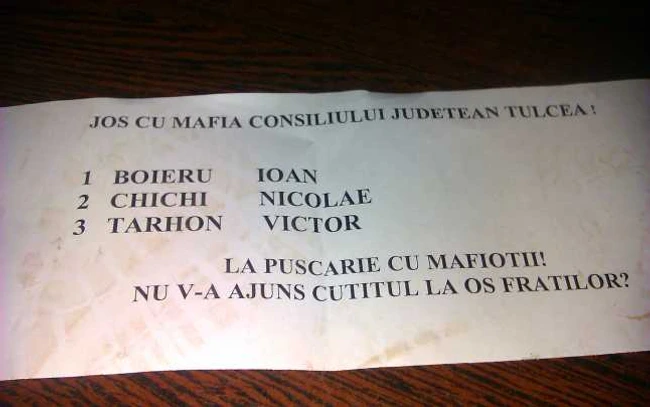 JOS CU MAFIA CONSILIULUI JUDETEAN TULCEA !
1 BOIERU IOAN
2 CHICHI NICOLAE
3 TARHON VICTOR
LA PUSCARIE CU MAFIOTII!
NU V-A AJUNS CUTITUL LA OS FRATILOR?